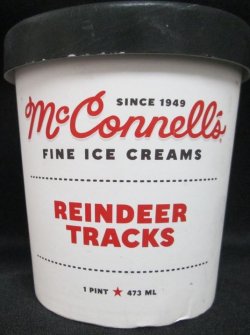 SINCE 1949
McConnell's
FINE ICE CREAMS
REINDEER
TRACKS
1 PINT ★ 473 ML